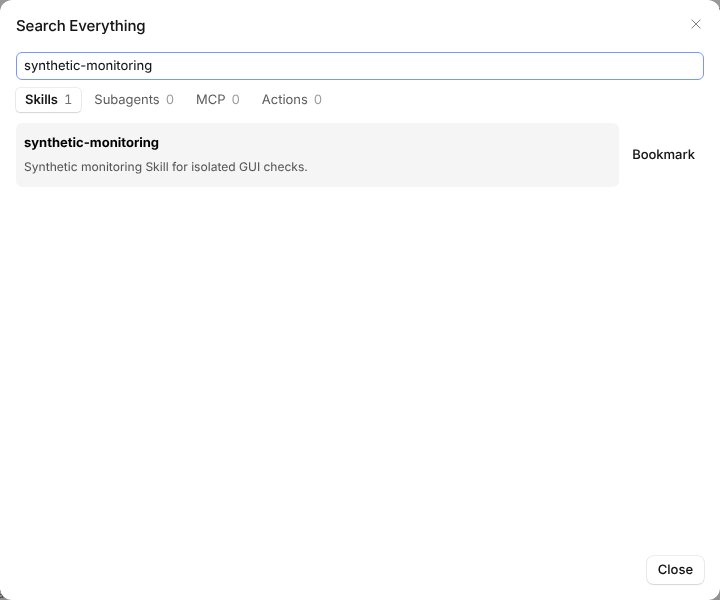 Search Everything
synthetic-monitoring
Skills 1 Subagents 0 MCP 0 Actions 0
synthetic-monitoring
Synthetic monitoring Skill for isolated GUI checks.
Bookmark
Close